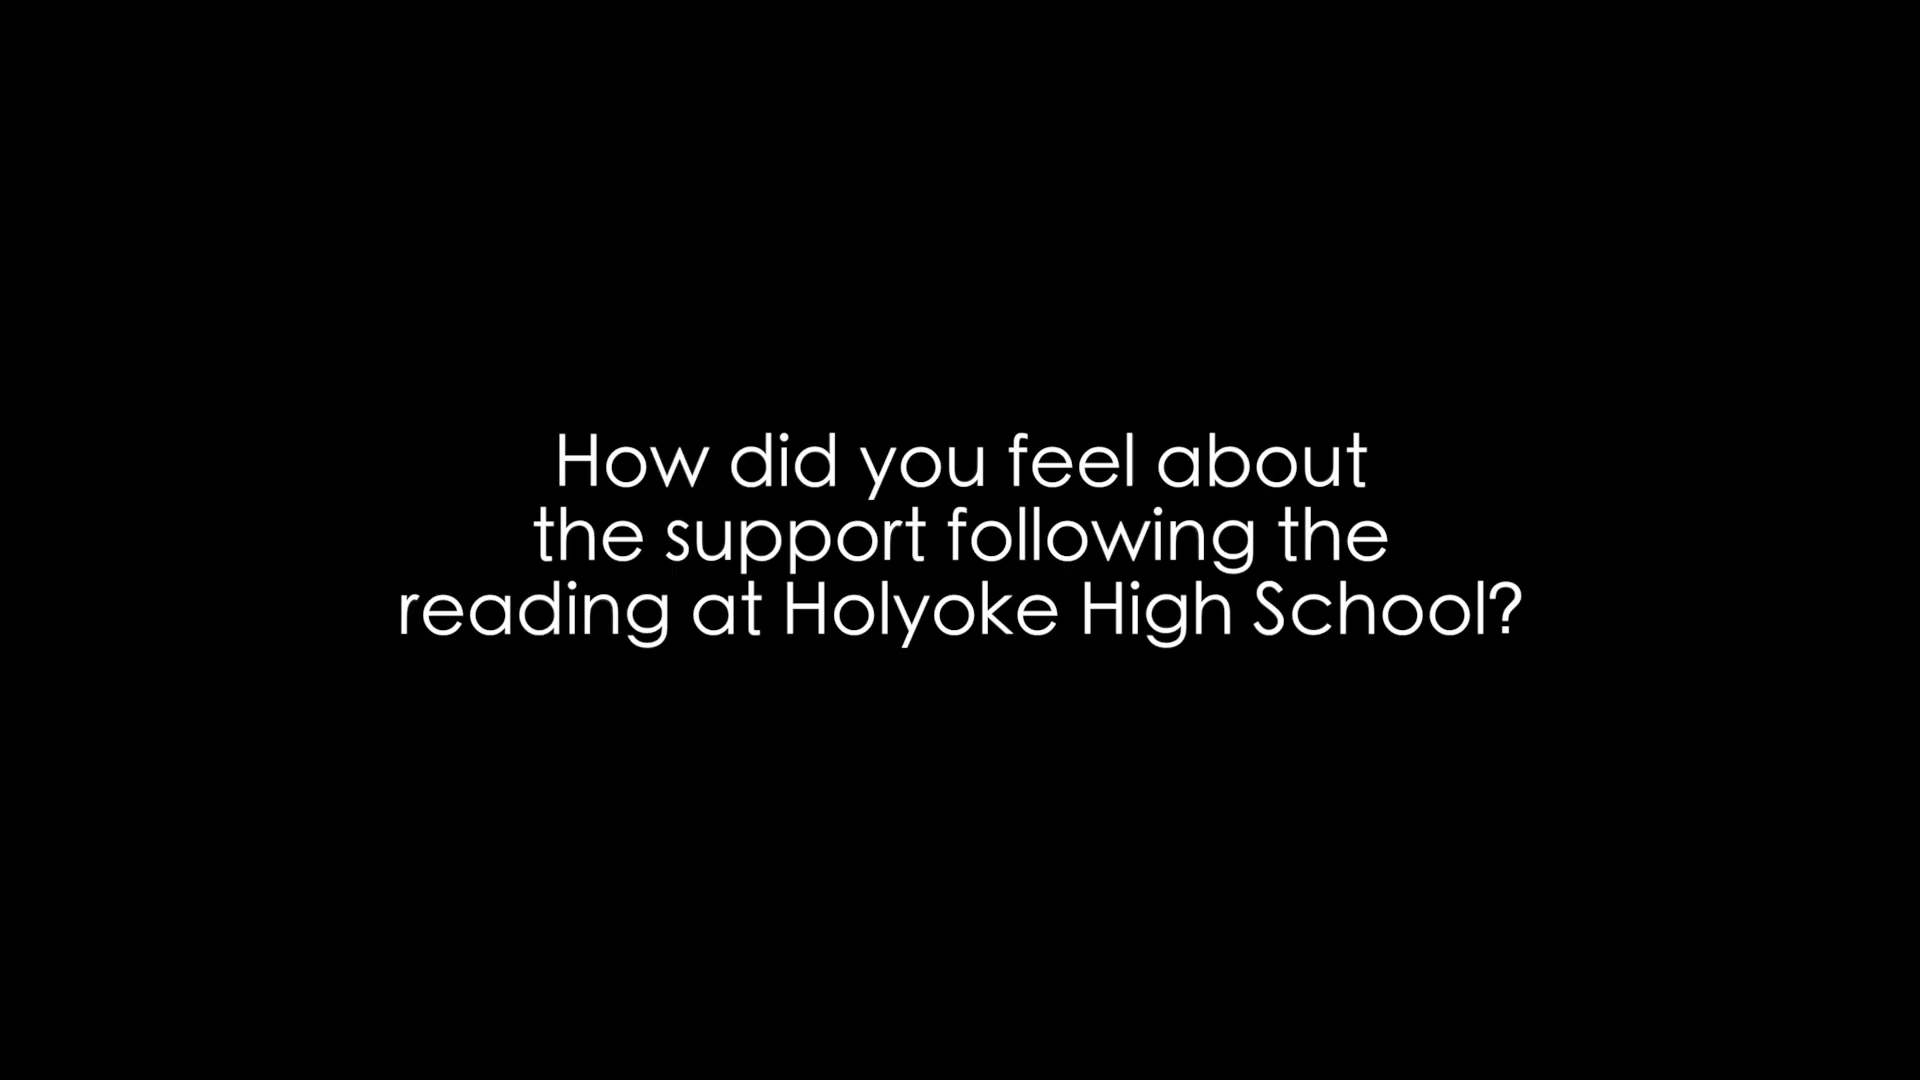 How did you feel about
the support following the
reading at Holyoke High School?